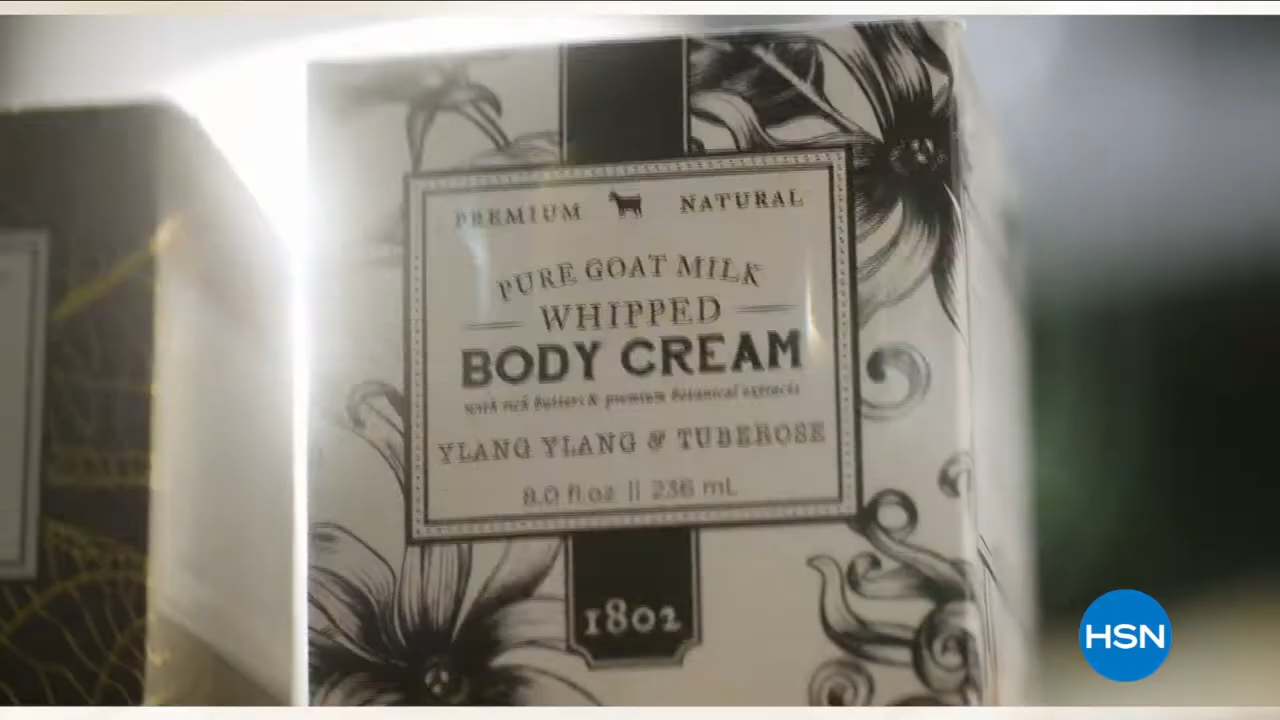 PREMIUM NATURAL
PURE GOAT MILK
WHIPPED
BODY CREAM
with rich butters & premium botanical extracts
YLANG YLANG & TUBEROSE
8.0 fl.oz || 236 mL
1802
HSN